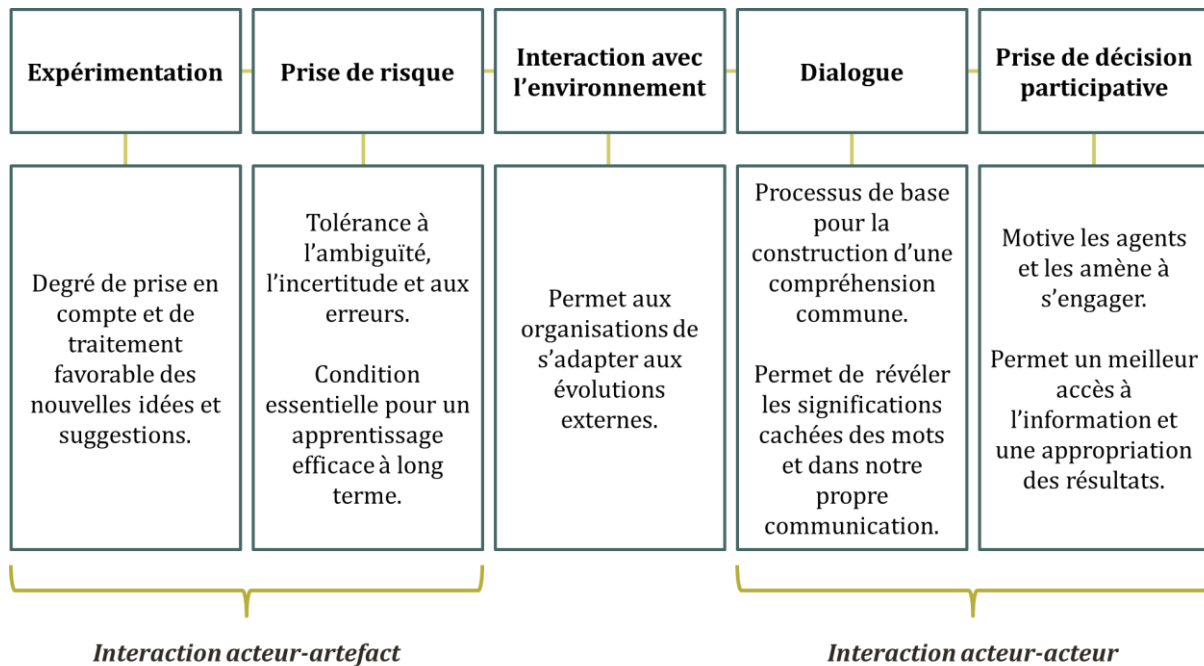 Expérimentation
Prise de risque
Interaction avec
l’environnement
Dialogue
Prise de décision
participative
Degré de prise en
compte et de
traitement
favorable des
nouvelles idées et
suggestions.
Tolérance à
l’ambiguïté,
l’incertitude et aux
erreurs.
Condition
essentielle pour un
apprentissage
efficace à long
terme.
Permet aux
organisations de
s’adapter aux
évolutions
externes.
Processus de base
pour la
construction d’une
compréhension
commune.
Permet de révéler
les significations
cachées des mots
et dans notre
propre
communication.
Motive les agents
et les amène à
s’engager.
Permet un meilleur
accès à
l’information et
une appropriation
des résultats.
Interaction acteur-artefact
Interaction acteur-acteur